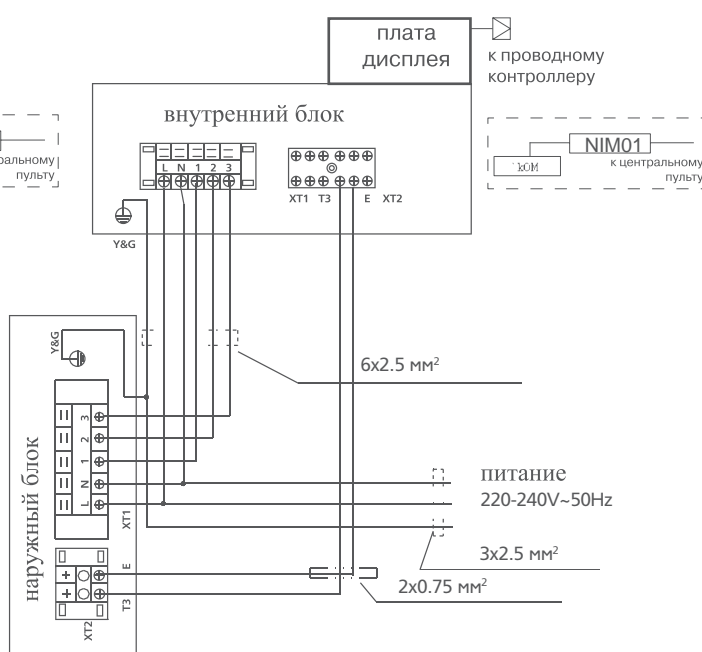 плата
дисплея
к проводному
контроллеру
внутренний блок
L N 1 2 3
XT1 T3 E XT2
Y&G
ральному
пульту
NIM01
к центральному
пульту
Y&G
6x2.5 мм²
наружный блок
3
2
1
N
L
XT1
питание
220-240V~50Hz
3x2.5 мм²
2x0.75 мм²
E
T3
XT2